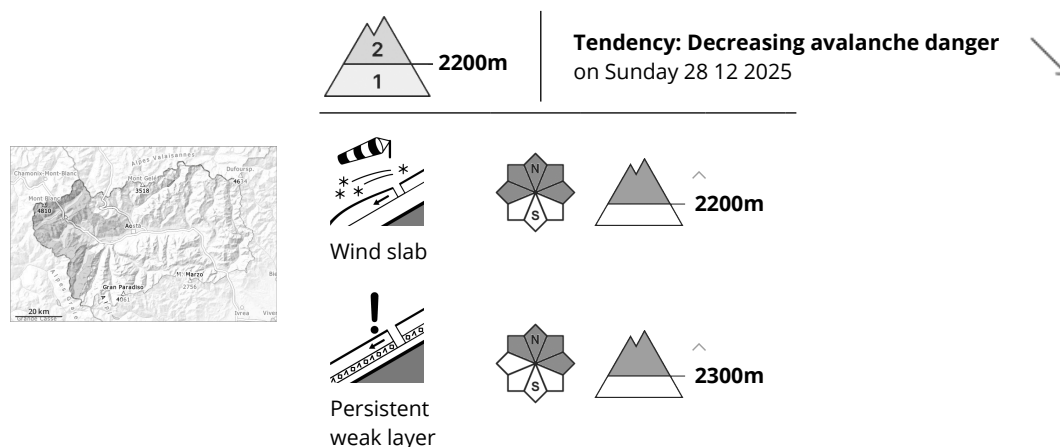 2
1
2200m
Tendency: Decreasing avalanche danger
on Sunday 28 12 2025
Alpes Valaisannes
Chamonix-Mont-Blanc
Mont Gelé
3518
Dufoursp.
Mont Blanc
4810
Aosta
M. Marzo
2756
Gran Paradiso
4061
Ivrea
20 km
N
S
2200m
Wind slab
N
S
2300m
Persistent
weak layer